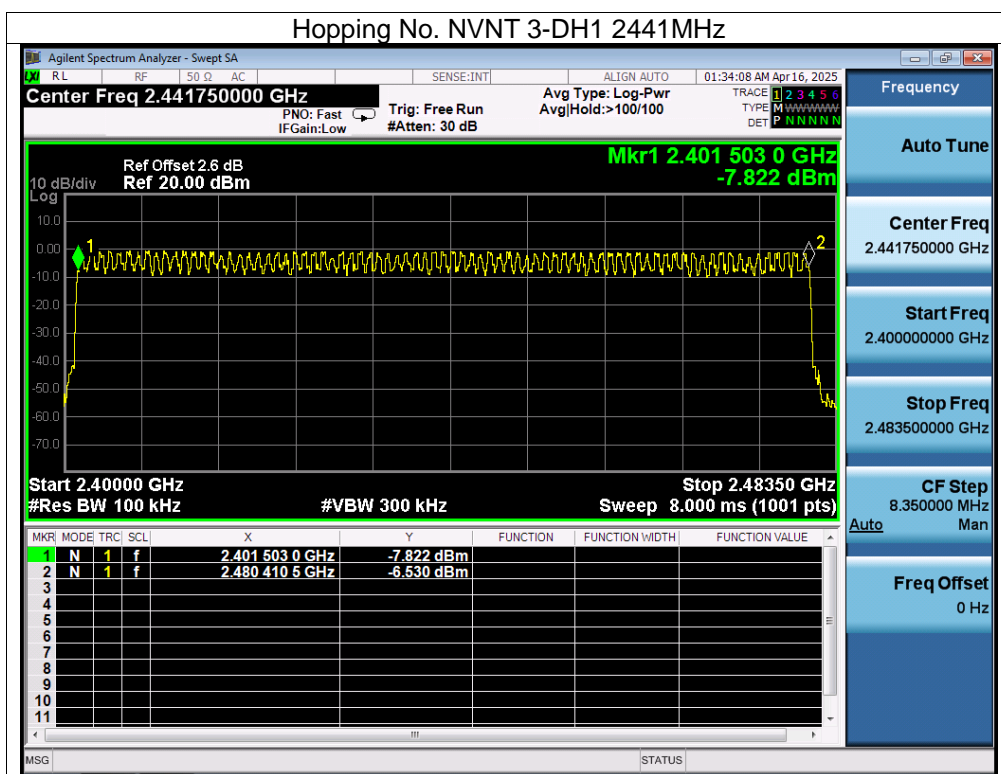 Hopping No. NVNT 3-DH1 2441MHz
Agilent Spectrum Analyzer - Swept SA
LXI RL RF 50 Ω AC SENSE:INT ALIGN AUTO 01:34:08 AM Apr 16, 2025
Center Freq 2.441750000 GHz
PNO: Fast
IFGain:Low
Trig: Free Run
#Atten: 30 dB
Avg Type: Log-Pwr
Avg|Hold:>100/100
TRACE 1 2 3 4 5 6
TYPE M WWWWW
DET P N N N N N
Frequency
Auto Tune
Center Freq
2.441750000 GHz
Start Freq
2.400000000 GHz
Stop Freq
2.483500000 GHz
CF Step
8.350000 MHz
Auto Man
Freq Offset
0 Hz
Mkr1 2.401 503 0 GHz
-7.822 dBm
Ref Offset 2.6 dB
10 dB/div Ref 20.00 dBm
Log
10.0
0.00
-10.0
-20.0
-30.0
-40.0
-50.0
-60.0
-70.0
1
2
Start 2.40000 GHz Stop 2.48350 GHz
#Res BW 100 kHz #VBW 300 kHz Sweep 8.000 ms (1001 pts)
MKR MODE TRC SCL X Y FUNCTION FUNCTION WIDTH FUNCTION VALUE
1 N 1 f 2.401 503 0 GHz -7.822 dBm
2 N 1 f 2.480 410 5 GHz -6.530 dBm
3
4
5
6
7
8
9
10
11
MSG STATUS